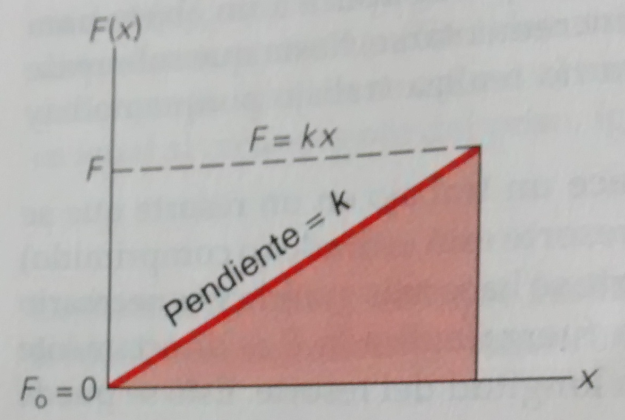 F(x)
F = kx
F
Pendiente = k
F₀ = 0
x